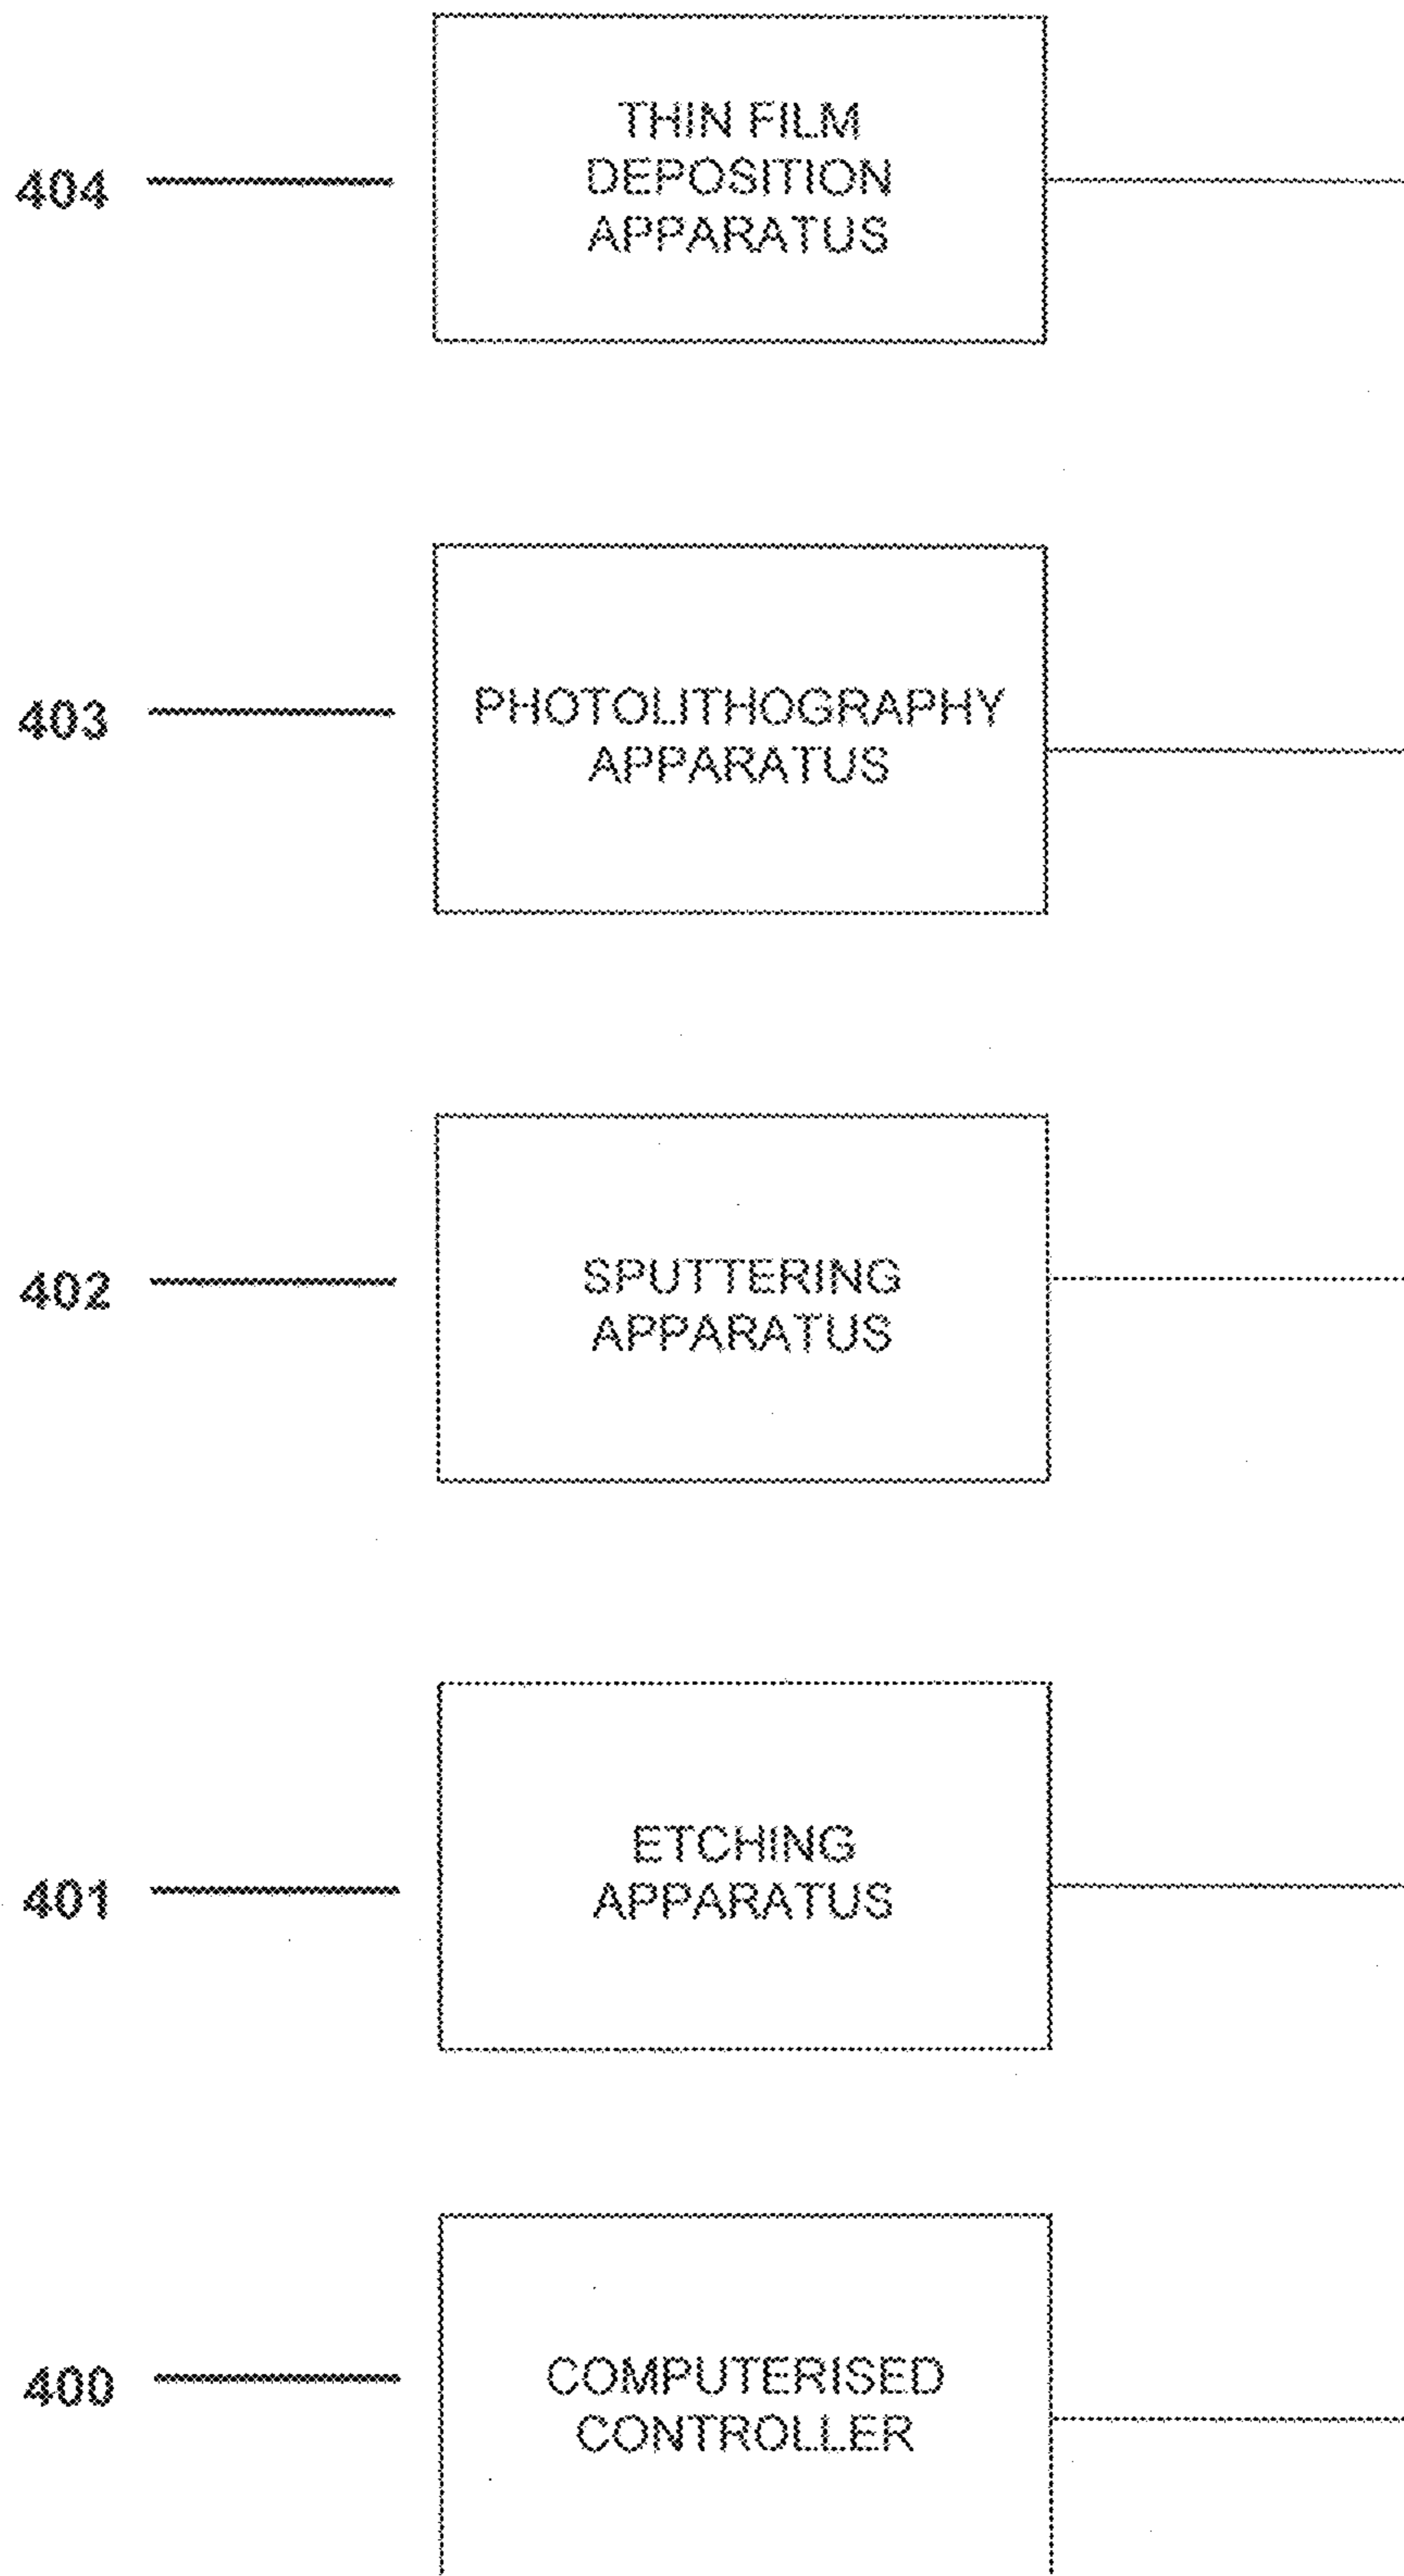 THIN FILM
DEPOSITION
APPARATUS
404
PHOTOLITHOGRAPHY
APPARATUS
403
SPUTTERING
APPARATUS
402
ETCHING
APPARATUS
401
COMPUTERISED
CONTROLLER
400